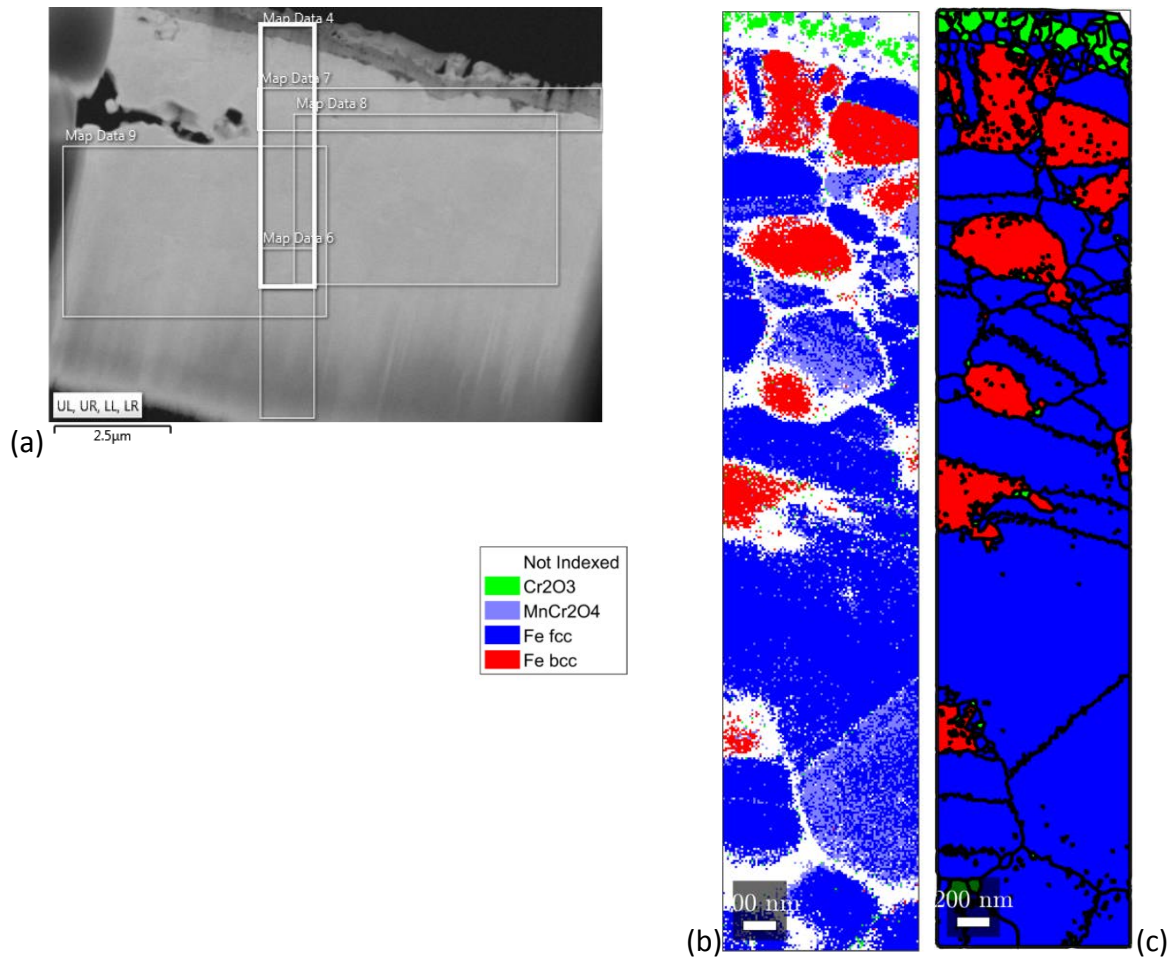 Map Data 4
Map Data 7
Map Data 8
Map Data 9
Map Data 6
UL, UR, LL, LR
2.5µm
(a)
Not Indexed
Cr2O3
MnCr2O4
Fe fcc
Fe bcc
00 nm
(b)
200 nm
(c)